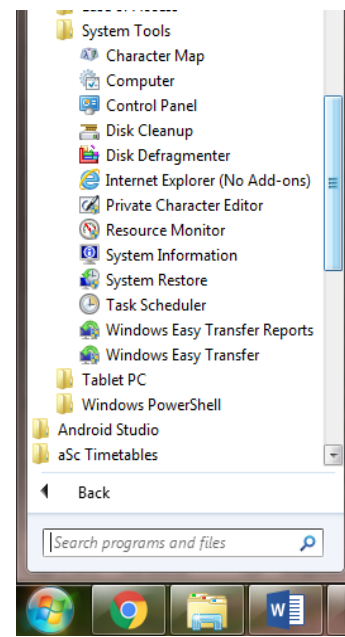 System Tools
Character Map
Computer
Control Panel
Disk Cleanup
Disk Defragmenter
Internet Explorer (No Add-ons)
Private Character Editor
Resource Monitor
System Information
System Restore
Task Scheduler
Windows Easy Transfer Reports
Windows Easy Transfer
Tablet PC
Windows PowerShell
Android Studio
aSc Timetables
Back
Search programs and files
W